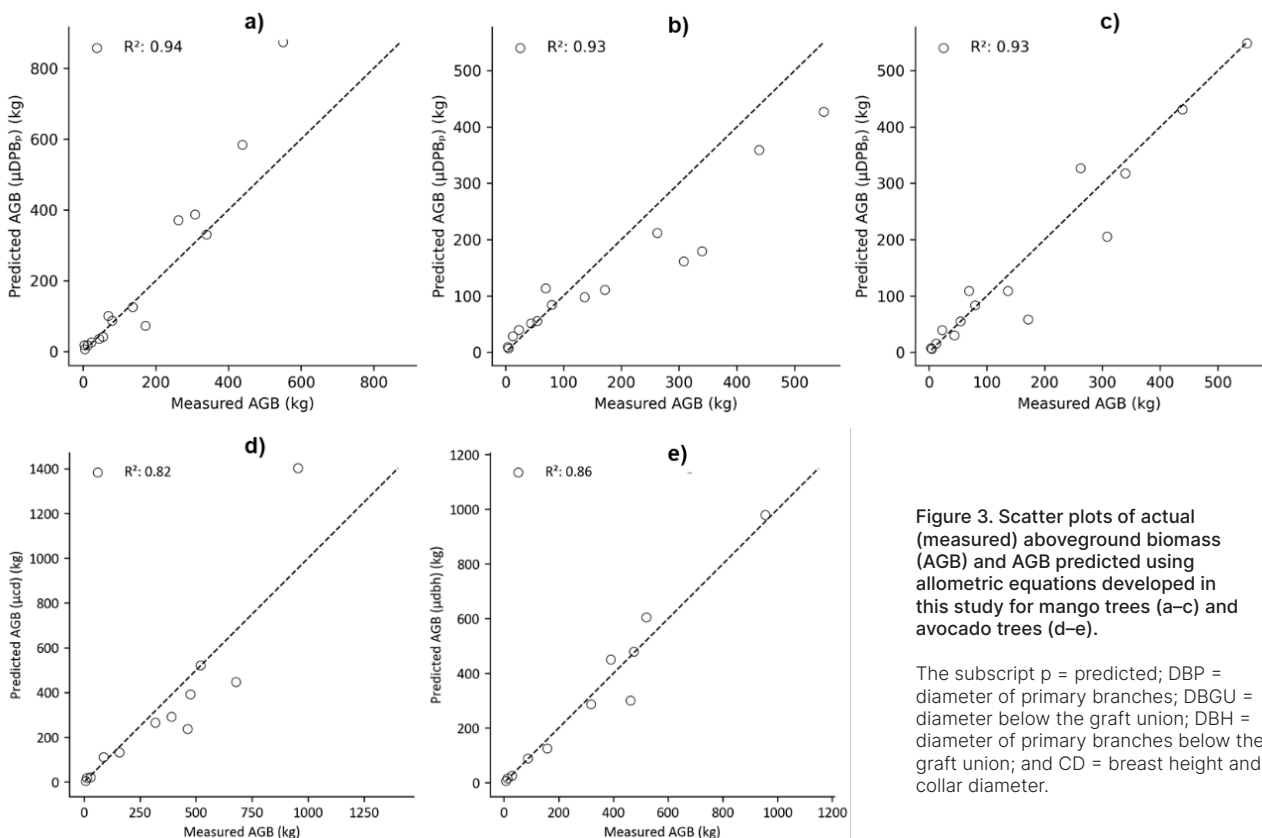 a)
R²: 0.94
Predicted AGB (μDPBₚ) (kg)
800
600
400
200
0
0 200 400 600 800
Measured AGB (kg)
b)
R²: 0.93
Predicted AGB (μDPBₚ) (kg)
500
400
300
200
100
0
0 100 200 300 400 500
Measured AGB (kg)
c)
R²: 0.93
Predicted AGB (μDPBₚ) (kg)
500
400
300
200
100
0
0 100 200 300 400 500
Measured AGB (kg)
d)
R²: 0.82
Predicted AGB (μcd) (kg)
1400
1200
1000
800
600
400
200
0
0 250 500 750 1000 1250
Measured AGB (kg)
e)
R²: 0.86
Predicted AGB (μdbh) (kg)
1200
1000
800
600
400
200
0
0 200 400 600 800 1000 1200
Measured AGB (kg)
Figure 3. Scatter plots of actual
(measured) aboveground biomass
(AGB) and AGB predicted using
allometric equations developed in
this study for mango trees (a–c) and
avocado trees (d–e).
The subscript p = predicted; DBP =
diameter of primary branches; DBGU =
diameter below the graft union; DBH =
diameter of primary branches below the
graft union; and CD = breast height and
collar diameter.